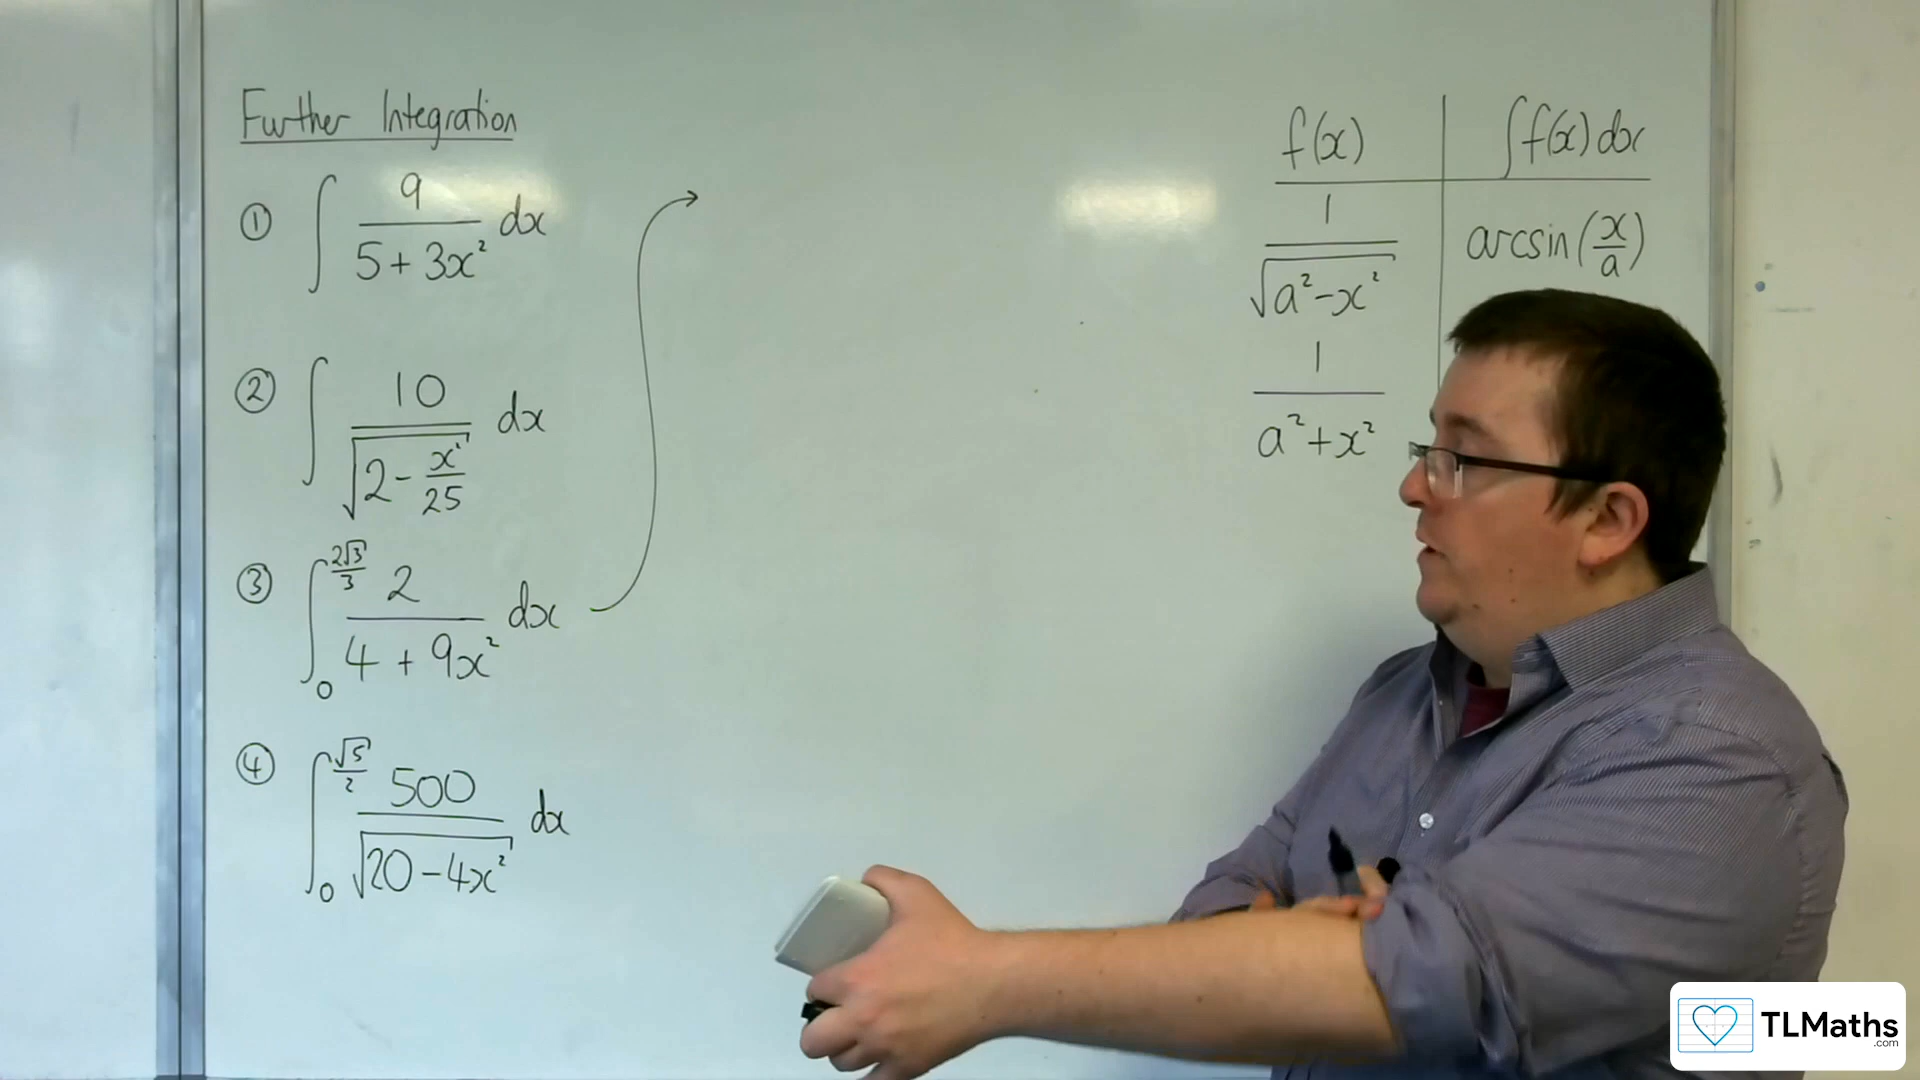 Further Integration
① ∫ 9/(5 + 3x²) dx
② ∫ 10/√(2 - x²/25) dx
③ ∫₀^(2√3/3) 2/(4 + 9x²) dx
④ ∫₀^(√5/2) 500/√(20 - 4x²) dx
f(x) | ∫f(x) dx
1/√(a² - x²) | arcsin(x/a)
1/(a² + x²)
TLMaths
.com